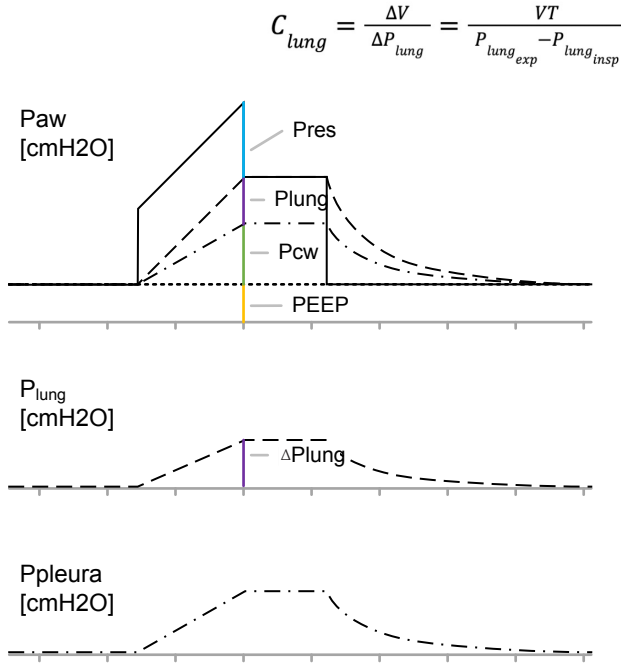 C_lung = ΔV / ΔP_lung = VT / (P_lung_exp − P_lung_insp)
Paw
[cmH2O]
Pres
Plung
Pcw
PEEP
P_lung
[cmH2O]
ΔPlung
Ppleura
[cmH2O]